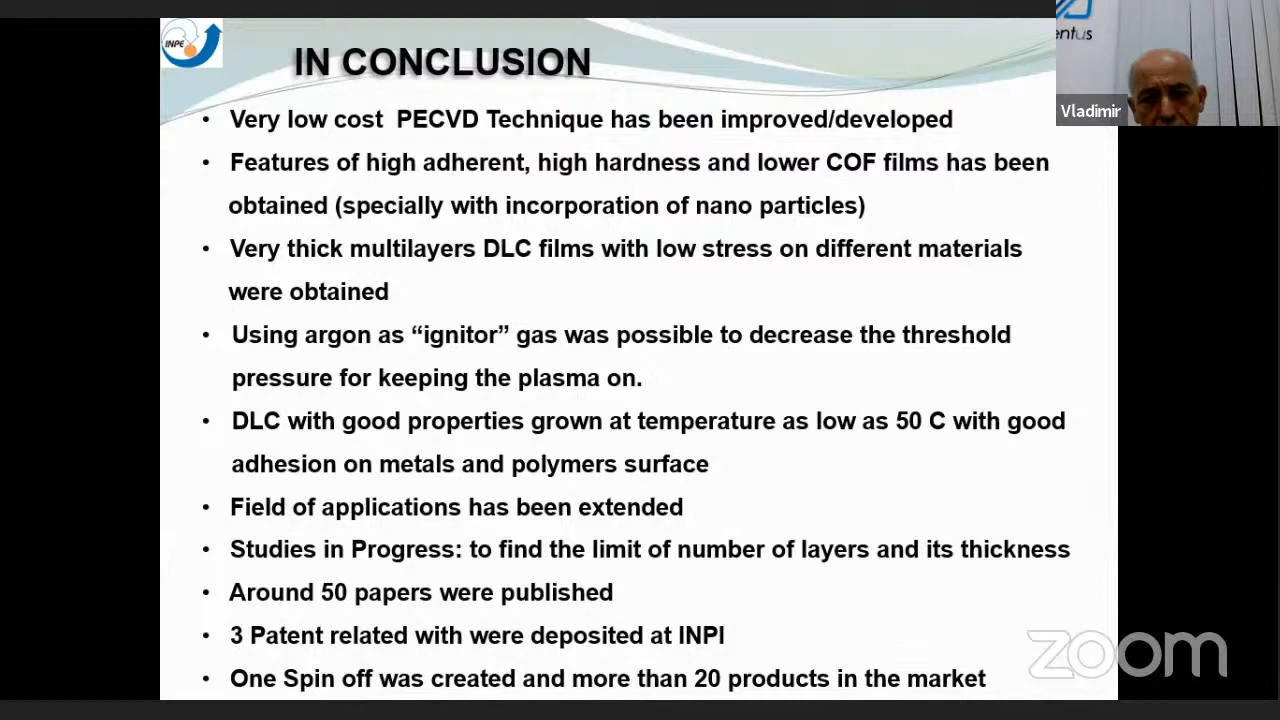 INPE
IN CONCLUSION
entus
Vladimir
• Very low cost PECVD Technique has been improved/developed
• Features of high adherent, high hardness and lower COF films has been
obtained (specially with incorporation of nano particles)
• Very thick multilayers DLC films with low stress on different materials
were obtained
• Using argon as “ignitor” gas was possible to decrease the threshold
pressure for keeping the plasma on.
• DLC with good properties grown at temperature as low as 50 C with good
adhesion on metals and polymers surface
• Field of applications has been extended
• Studies in Progress: to find the limit of number of layers and its thickness
• Around 50 papers were published
• 3 Patent related with were deposited at INPI
• One Spin off was created and more than 20 products in the market
zoom